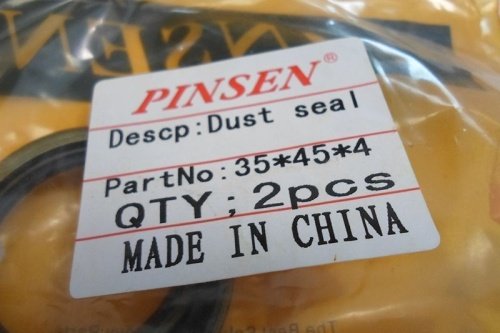 PINSEN®
Descp:Dust seal
PartNo:35*45*4
QTY;2pcs
MADE IN CHINA